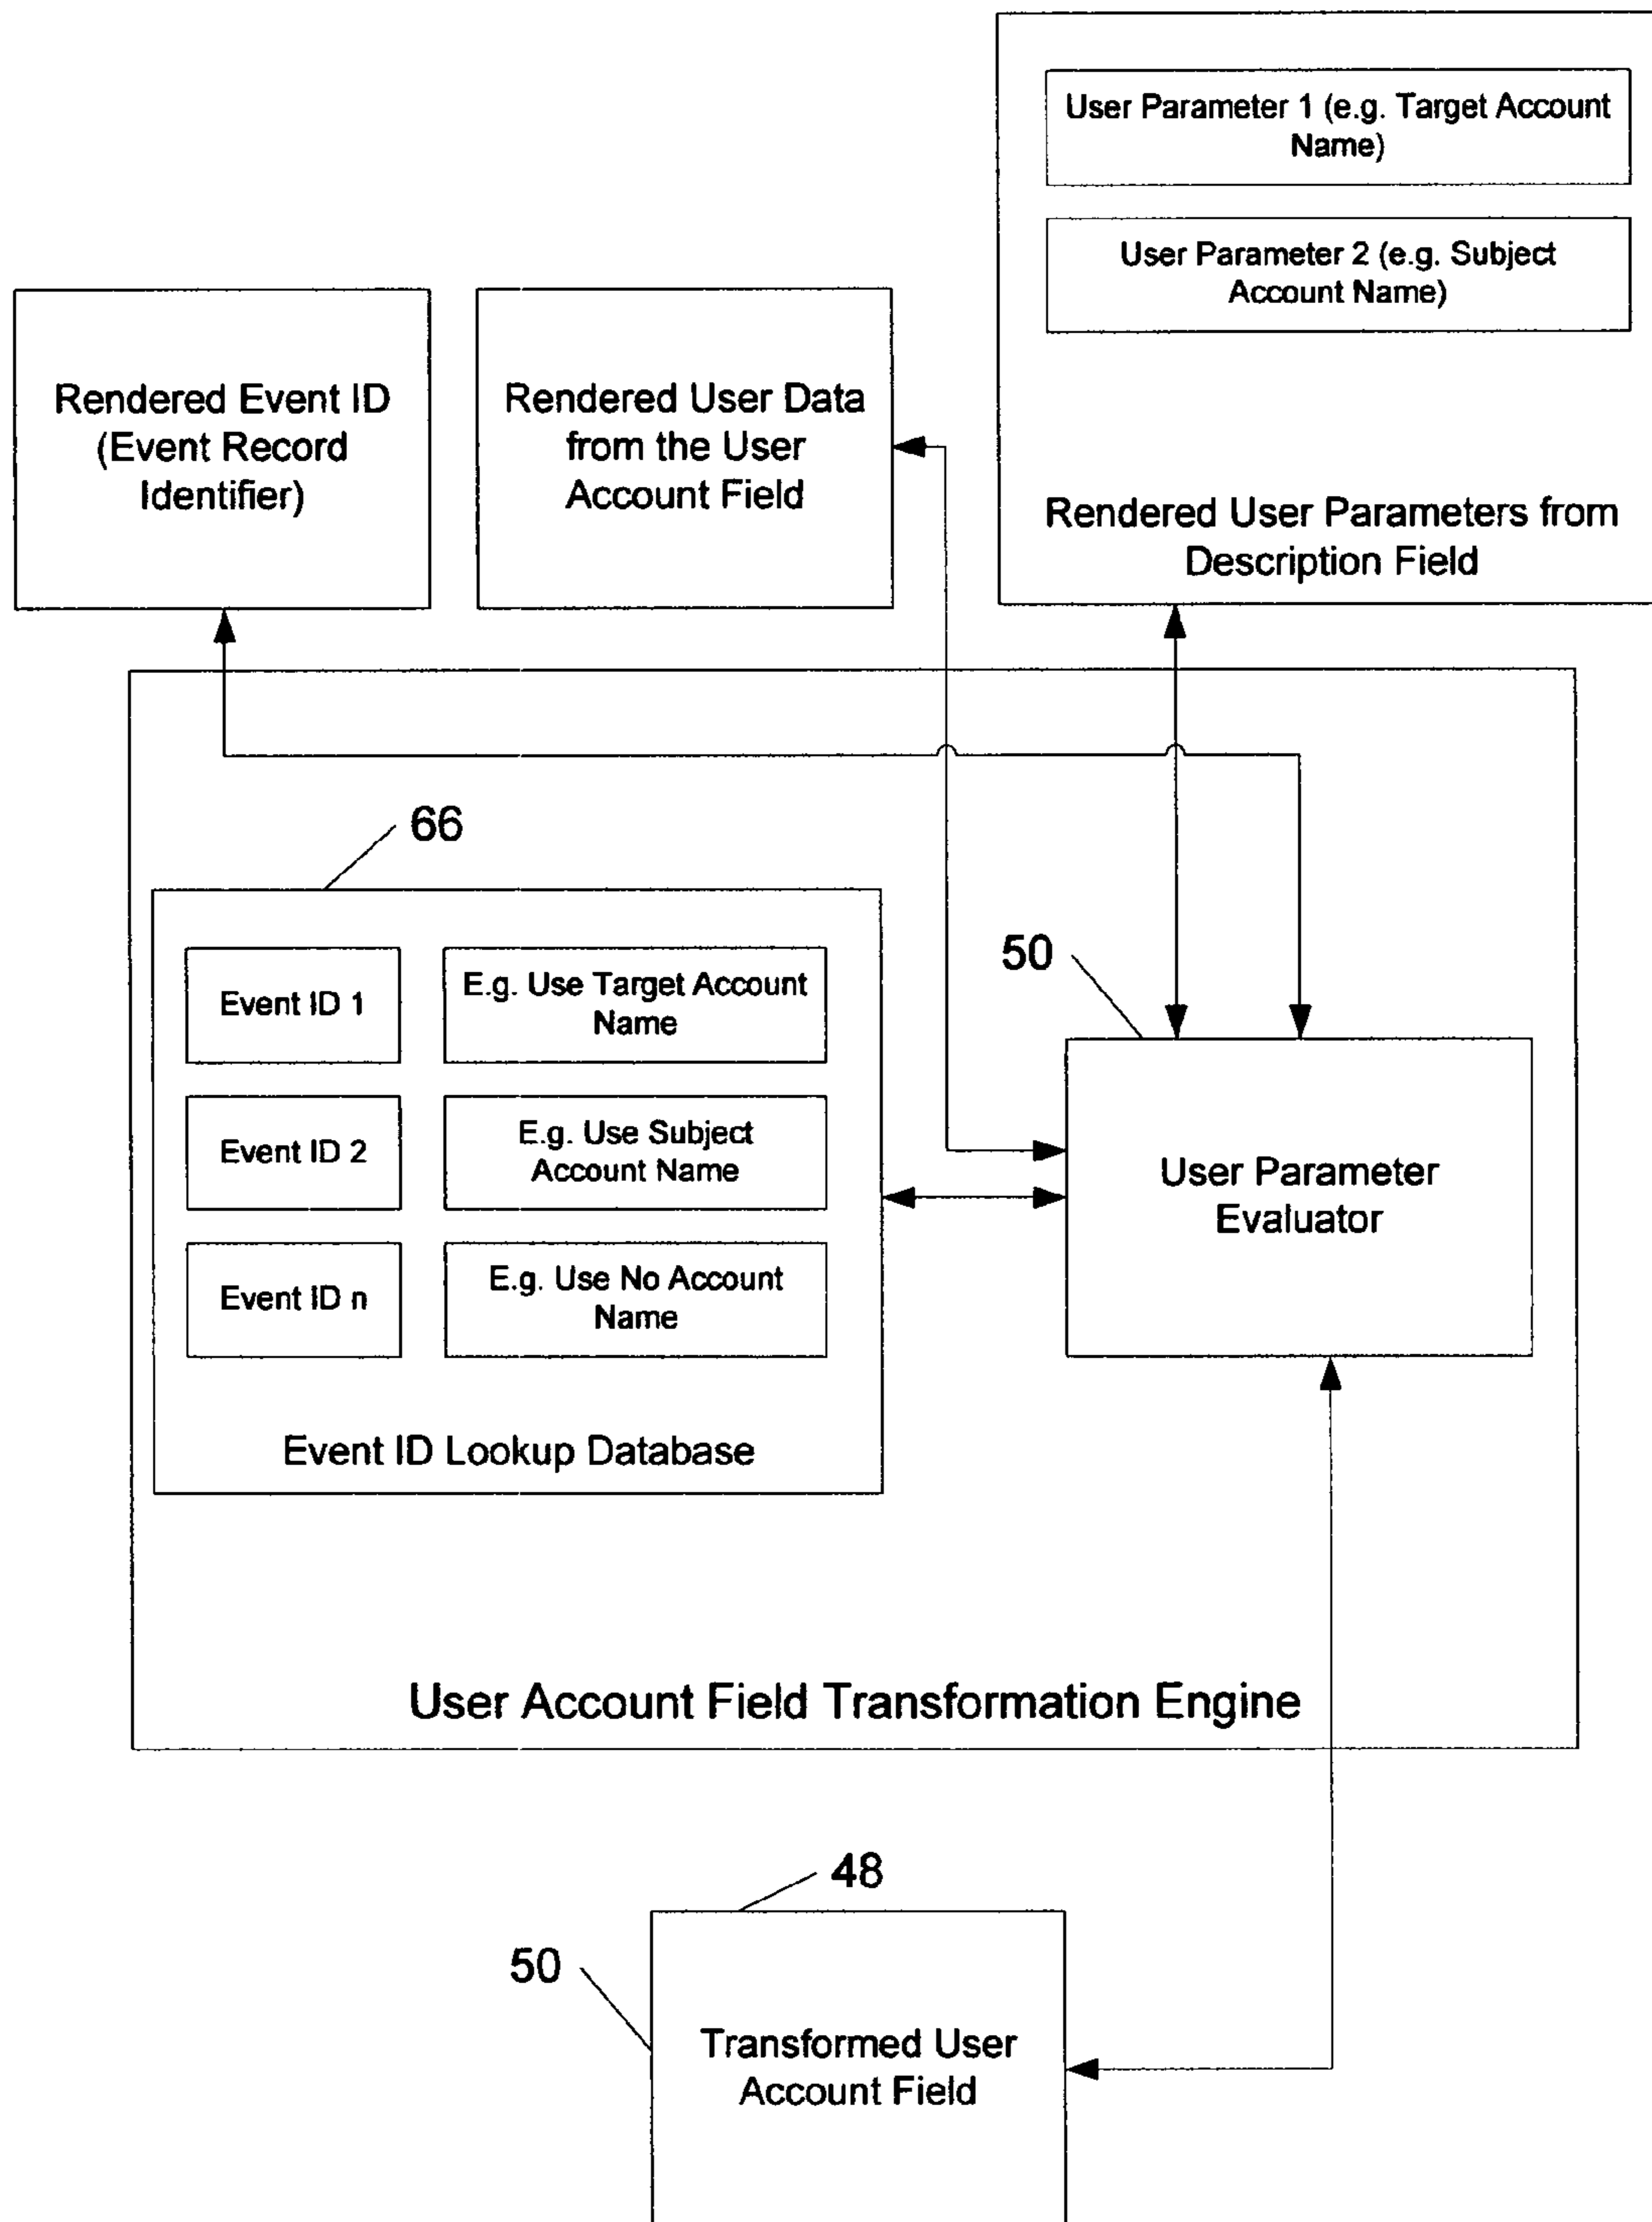 User Parameter 1 (e.g. Target Account
Name)
User Parameter 2 (e.g. Subject
Account Name)
Rendered User Parameters from
Description Field
Rendered Event ID
(Event Record
Identifier)
Rendered User Data
from the User
Account Field
66
50
Event ID 1
E.g. Use Target Account
Name
Event ID 2
E.g. Use Subject
Account Name
Event ID n
E.g. Use No Account
Name
Event ID Lookup Database
User Parameter
Evaluator
User Account Field Transformation Engine
48
50
Transformed User
Account Field